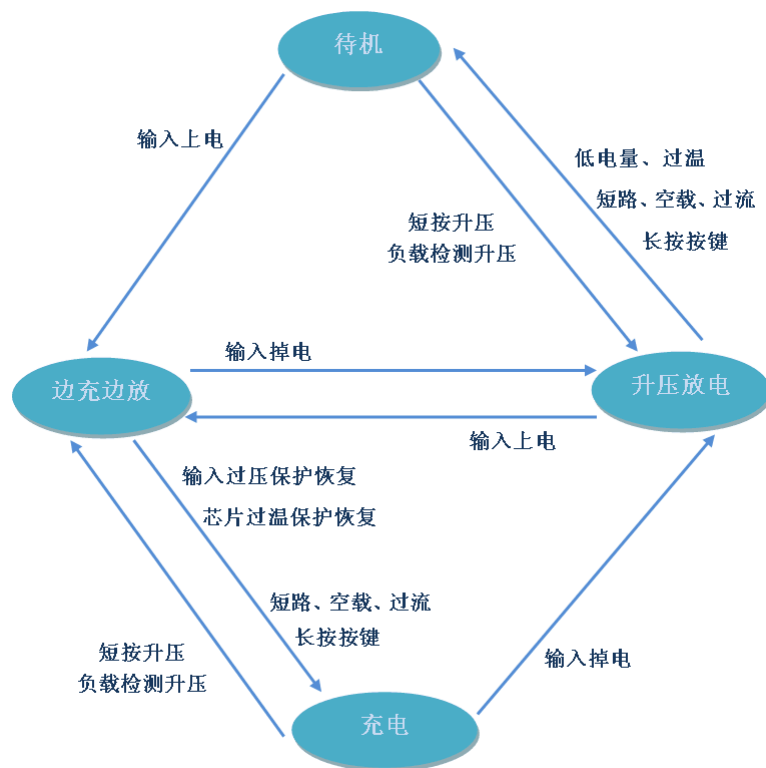 待机
输入上电
低电量、过温
短路、空载、过流
长按按键
短按升压
负载检测升压
输入掉电
边充边放
升压放电
输入上电
输入过压保护恢复
芯片过温保护恢复
短路、空载、过流
长按按键
短按升压
负载检测升压
输入掉电
充电